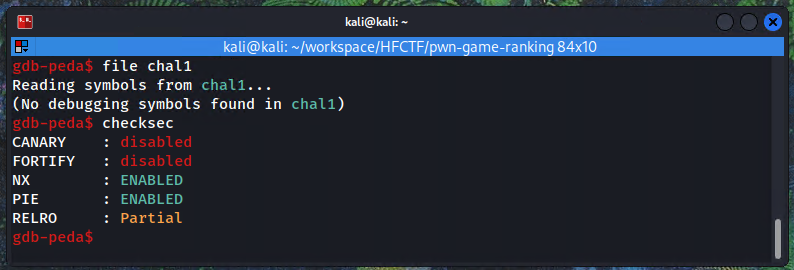 kali@kali: ~
kali@kali: ~/workspace/HFCTF/pwn-game-ranking 84x10
gdb-peda$ file chal1
Reading symbols from chal1...
(No debugging symbols found in chal1)
gdb-peda$ checksec
CANARY    : disabled
FORTIFY   : disabled
NX        : ENABLED
PIE       : ENABLED
RELRO     : Partial
gdb-peda$